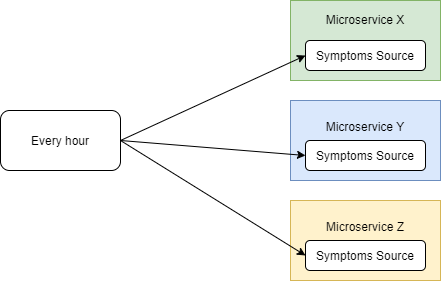 Microservice X
Symptoms Source
Every hour
Microservice Y
Symptoms Source
Microservice Z
Symptoms Source